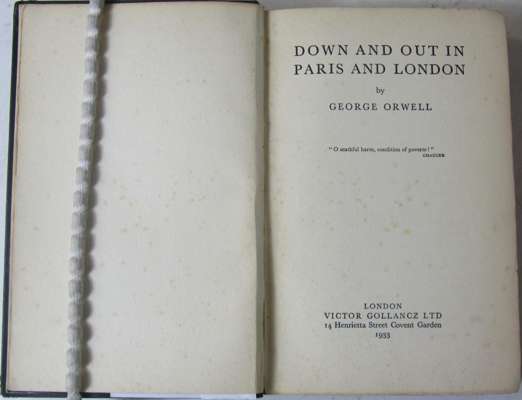 DOWN AND OUT IN
PARIS AND LONDON
by
GEORGE ORWELL
"O scathful harm, condition of poverte!"
CHAUCER
LONDON
VICTOR GOLLANCZ LTD
14 Henrietta Street Covent Garden
1933